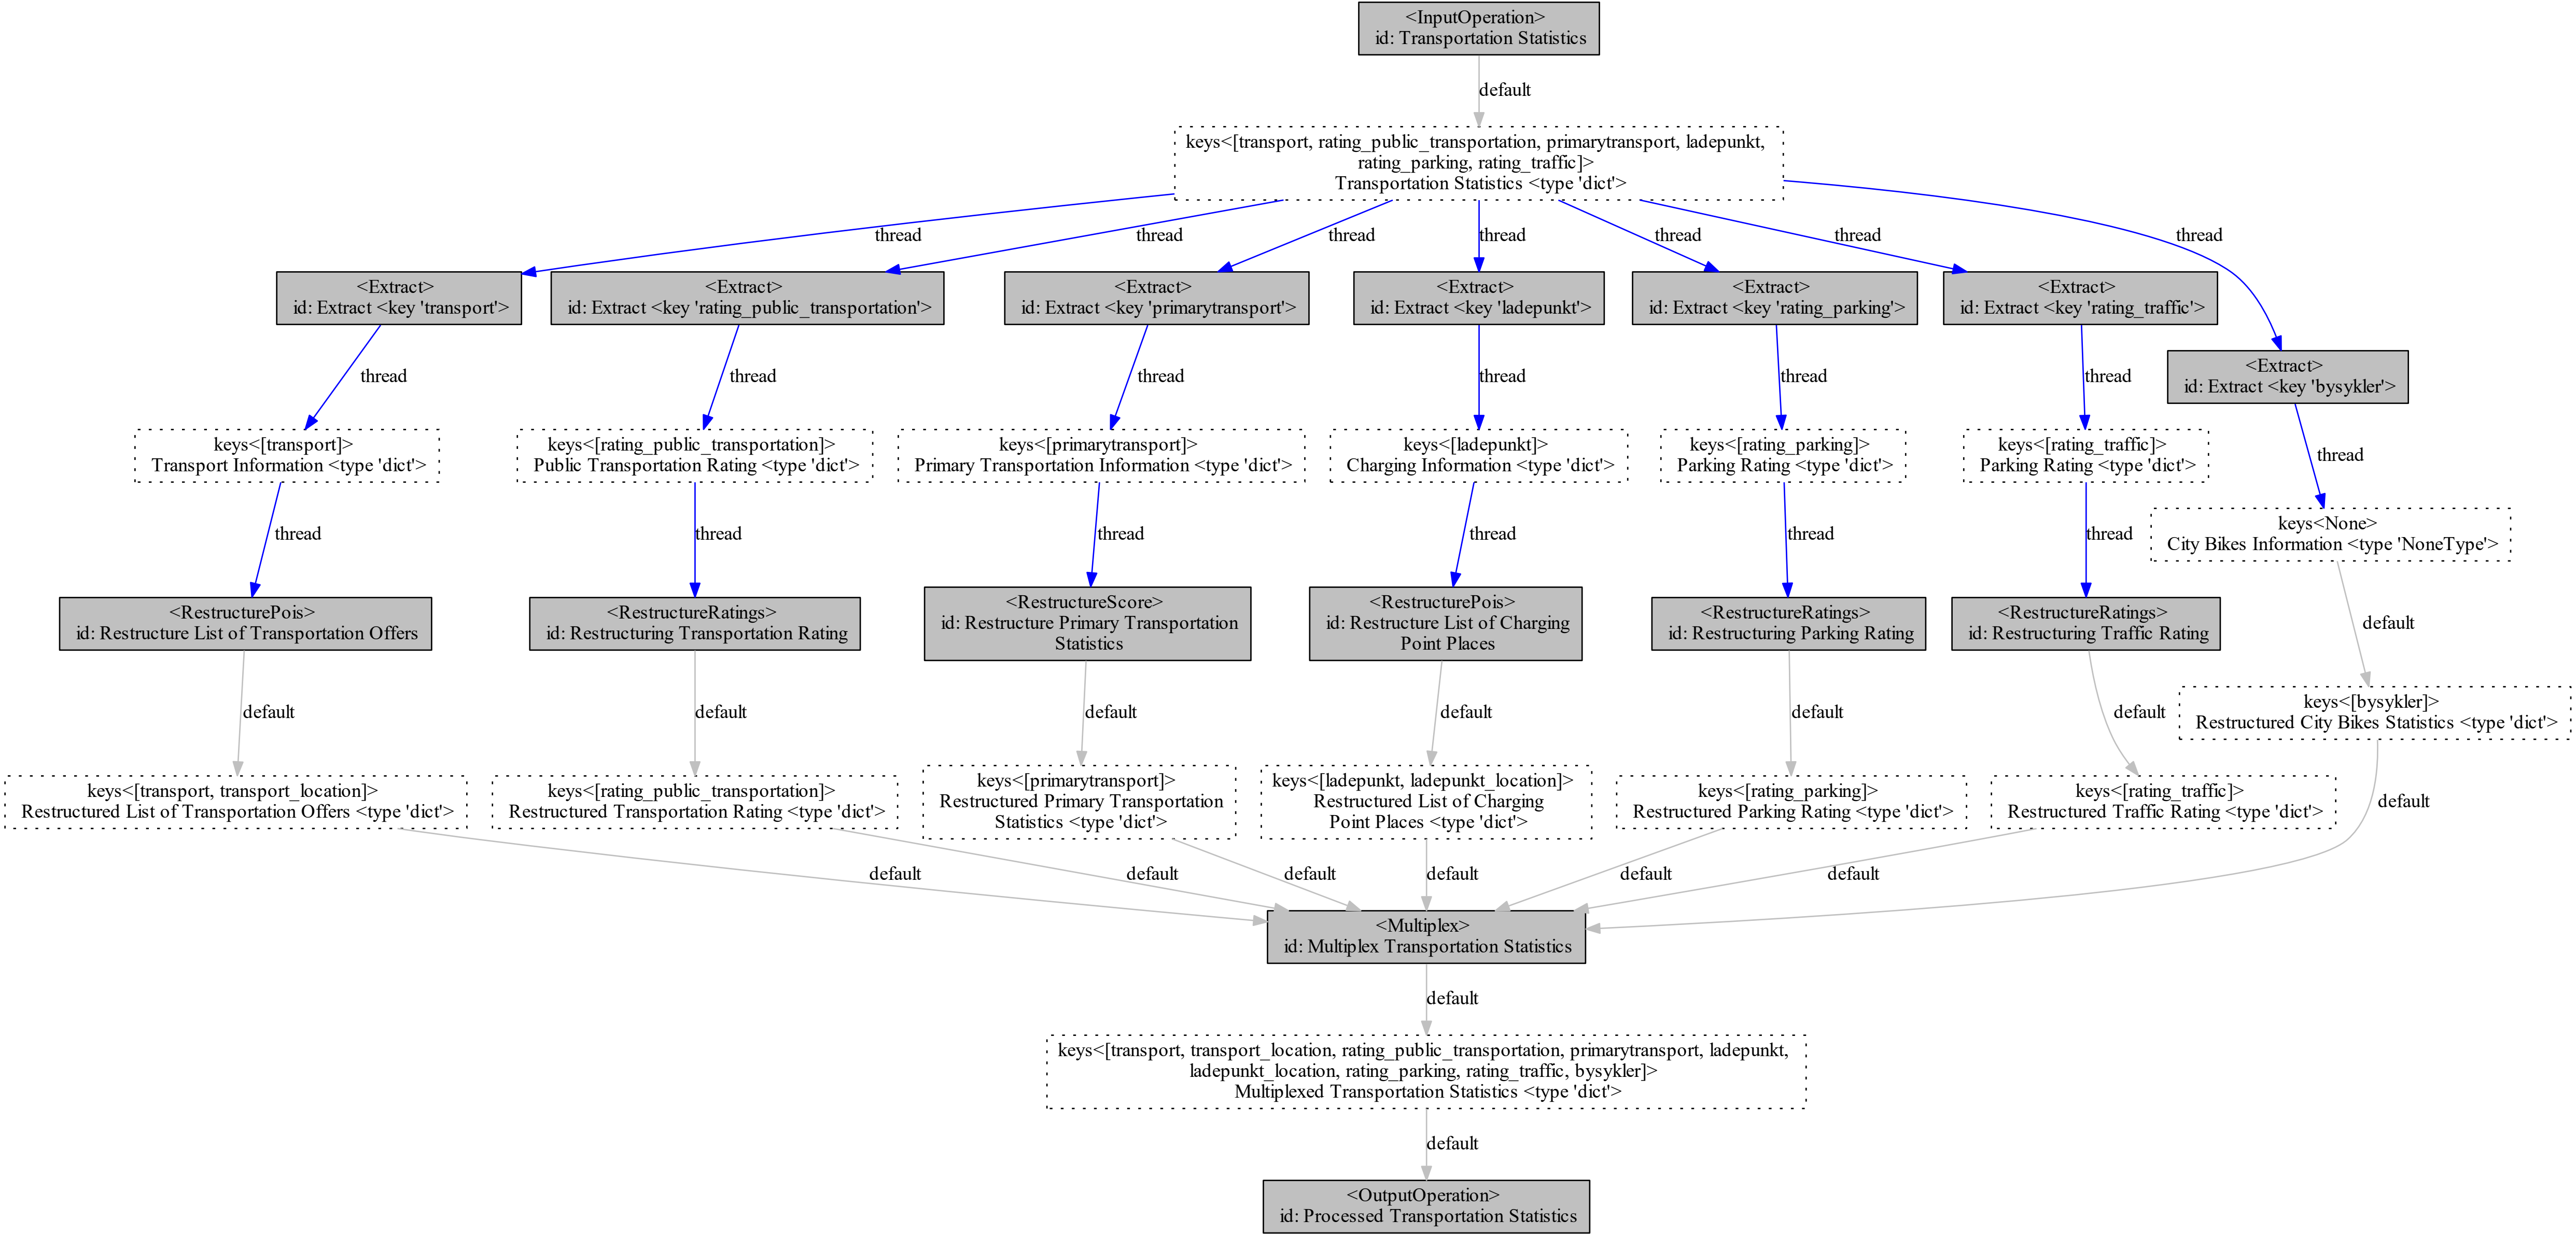 <InputOperation>
id: Transportation Statistics
default
keys<[transport, rating_public_transportation, primarytransport, ladepunkt,
rating_parking, rating_traffic]>
Transportation Statistics <type 'dict'>
thread
thread
thread
thread
thread
thread
thread
<Extract>
id: Extract <key 'transport'>
<Extract>
id: Extract <key 'rating_public_transportation'>
<Extract>
id: Extract <key 'primarytransport'>
<Extract>
id: Extract <key 'ladepunkt'>
<Extract>
id: Extract <key 'rating_parking'>
<Extract>
id: Extract <key 'rating_traffic'>
<Extract>
id: Extract <key 'bysykler'>
thread
thread
thread
thread
thread
thread
thread
keys<[transport]>
Transport Information <type 'dict'>
keys<[rating_public_transportation]>
Public Transportation Rating <type 'dict'>
keys<[primarytransport]>
Primary Transportation Information <type 'dict'>
keys<[ladepunkt]>
Charging Information <type 'dict'>
keys<[rating_parking]>
Parking Rating <type 'dict'>
keys<[rating_traffic]>
Parking Rating <type 'dict'>
keys<None>
City Bikes Information <type 'NoneType'>
thread
thread
thread
thread
thread
thread
default
<RestructurePois>
id: Restructure List of Transportation Offers
<RestructureRatings>
id: Restructuring Transportation Rating
<RestructureScore>
id: Restructure Primary Transportation
Statistics
<RestructurePois>
id: Restructure List of Charging
Point Places
<RestructureRatings>
id: Restructuring Parking Rating
<RestructureRatings>
id: Restructuring Traffic Rating
default
default
default
default
default
default
keys<[bysykler]>
Restructured City Bikes Statistics <type 'dict'>
keys<[transport, transport_location]>
Restructured List of Transportation Offers <type 'dict'>
keys<[rating_public_transportation]>
Restructured Transportation Rating <type 'dict'>
keys<[primarytransport]>
Restructured Primary Transportation
Statistics <type 'dict'>
keys<[ladepunkt, ladepunkt_location]>
Restructured List of Charging
Point Places <type 'dict'>
keys<[rating_parking]>
Restructured Parking Rating <type 'dict'>
keys<[rating_traffic]>
Restructured Traffic Rating <type 'dict'>
default
default
default
default
default
default
default
<Multiplex>
id: Multiplex Transportation Statistics
default
keys<[transport, transport_location, rating_public_transportation, primarytransport, ladepunkt,
ladepunkt_location, rating_parking, rating_traffic, bysykler]>
Multiplexed Transportation Statistics <type 'dict'>
default
<OutputOperation>
id: Processed Transportation Statistics